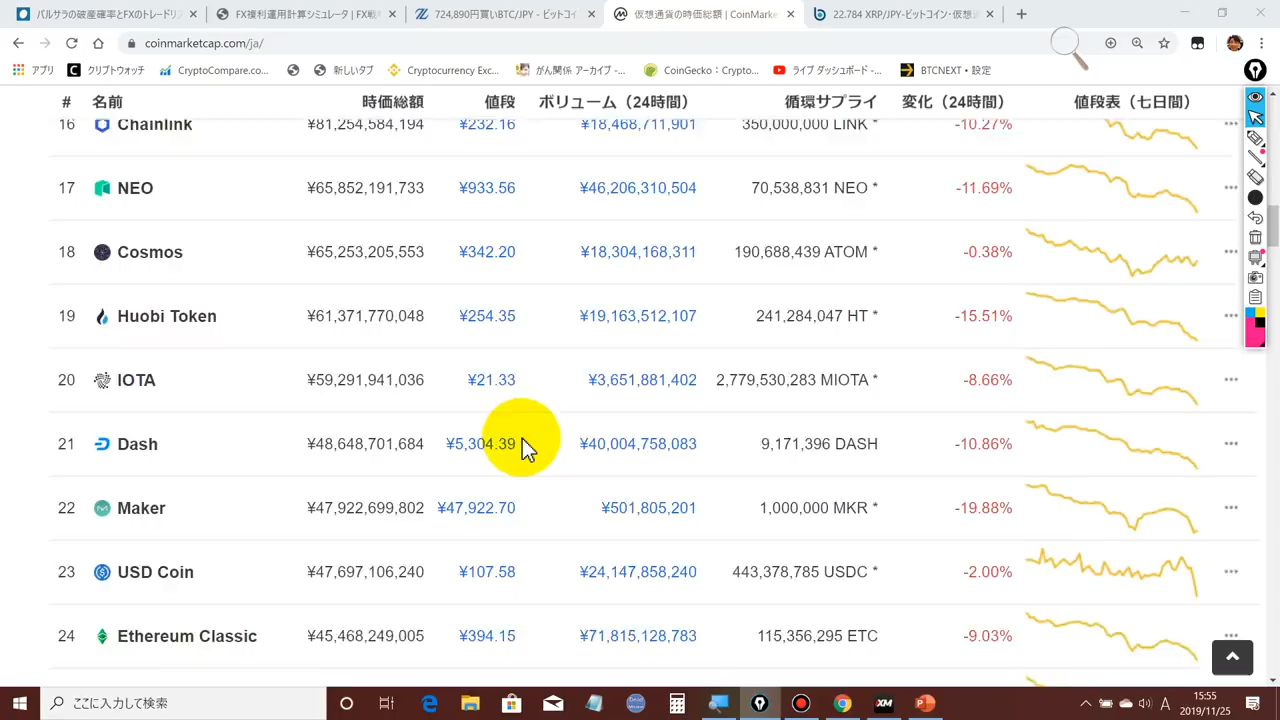 バルサラの破産確率とFXのトレードリス
FX複利運用計算シミュレータ | FX戦
724,890円買いBTC/JPY - ビットコイ
仮想通貨の時価総額 | CoinMarket
22.784 XRP/JPY-ビットコイン・仮想通
coinmarketcap.com/ja/
アプリ
クリプトウォッチ
CryptoCompare.co...
新しいタブ
Cryptocurrency Exc...
がん関係 アーカイブ -...
CoinGecko：Crypto...
ライブ ダッシュボード -...
BTCNEXT・設定
# 名前 時価総額 値段 ボリューム（24時間） 循環サプライ 変化（24時間） 値段表（七日間）
16 Chainlink ¥81,254,584,194 ¥232.16 ¥18,468,711,901 350,000,000 LINK * -10.27%
17 NEO ¥65,852,191,733 ¥933.56 ¥46,206,310,504 70,538,831 NEO * -11.69%
18 Cosmos ¥65,253,205,553 ¥342.20 ¥18,304,168,311 190,688,439 ATOM * -0.38%
19 Huobi Token ¥61,371,770,048 ¥254.35 ¥19,163,512,107 241,284,047 HT * -15.51%
20 IOTA ¥59,291,941,036 ¥21.33 ¥3,651,881,402 2,779,530,283 MIOTA * -8.66%
21 Dash ¥48,648,701,684 ¥5,304.39 ¥40,004,758,083 9,171,396 DASH -10.86%
22 Maker ¥47,922,699,802 ¥47,922.70 ¥501,805,201 1,000,000 MKR * -19.88%
23 USD Coin ¥47,697,106,240 ¥107.58 ¥24,147,858,240 443,378,785 USDC * -2.00%
24 Ethereum Classic ¥45,468,249,005 ¥394.15 ¥71,815,128,783 115,356,295 ETC -9.03%
ここに入力して検索
XM
A
15:55
2019/11/25